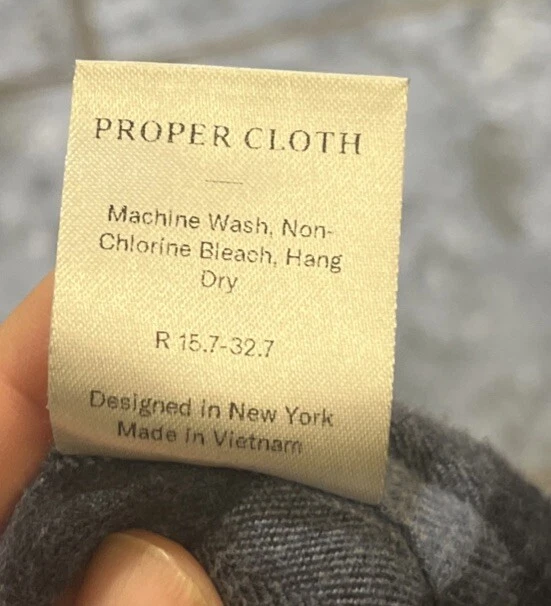 PROPER CLOTH
Machine Wash, Non-
Chlorine Bleach, Hang
Dry
R 15.7-32.7
Designed in New York
Made in Vietnam